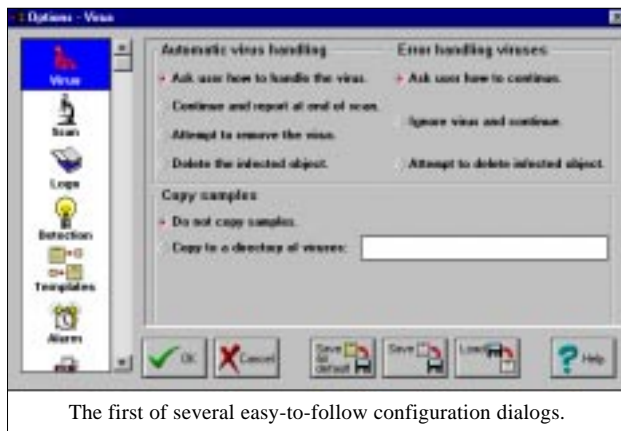 Options - Virus
Virus
Scan
Logs
Detection
Templates
Alarm
Automatic virus handling
Ask user how to handle the virus.
Continue and report at end of scan.
Attempt to remove the virus.
Delete the infected object.
Error handling viruses
Ask user how to continue.
Ignore virus and continue.
Attempt to delete infected object.
Copy samples
Do not copy samples.
Copy to a directory of viruses:
OK
Cancel
Save as default
Save
Load
Help
The first of several easy-to-follow configuration dialogs.